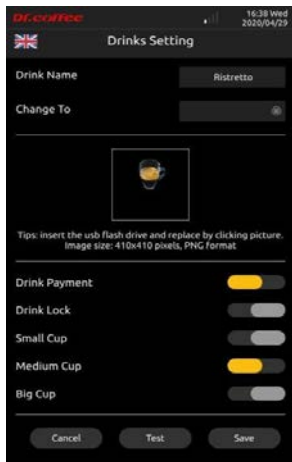 Dr.coffee
16:38 Wed
2020/04/29
Drinks Setting
Drink Name
Ristretto
Change To
Tips: insert the usb flash drive and replace by clicking picture.
Image size: 410x410 pixels, PNG format
Drink Payment
Drink Lock
Small Cup
Medium Cup
Big Cup
Cancel
Test
Save